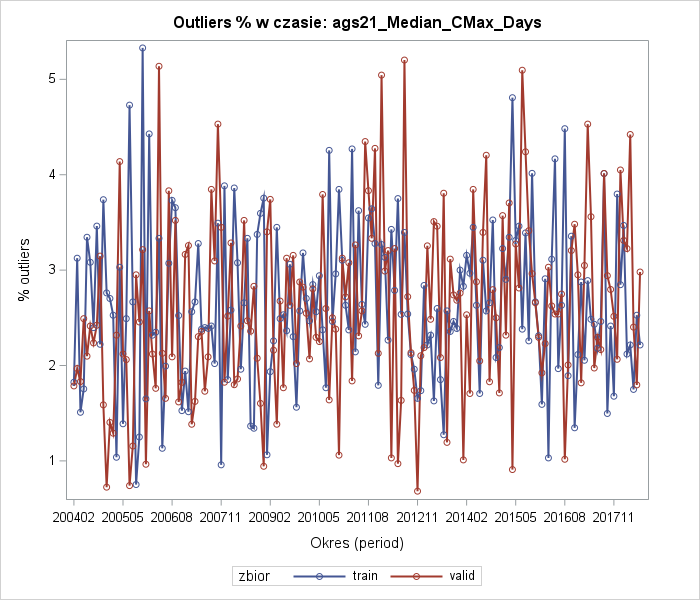 Outliers % w czasie: ags21_Median_CMax_Days
% outliers
5
4
3
2
1
200402 200505 200608 200711 200902 201005 201108 201211 201402 201505 201608 201711
Okres (period)
zbior train valid